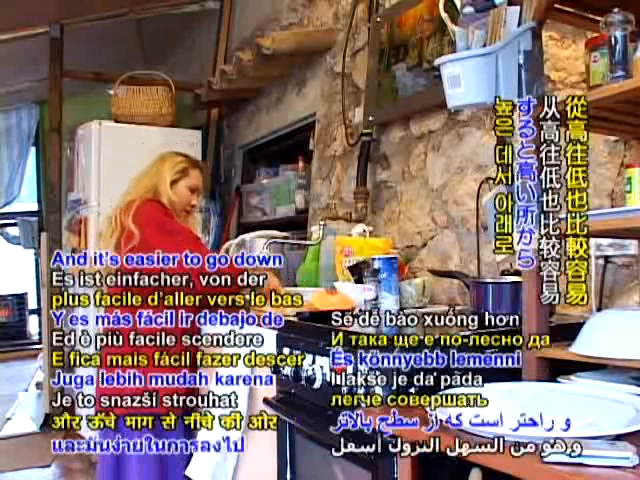 And it's easier to go down
Es ist einfacher, von der
plus facile d'aller vers le bas
Y es más fácil Ir debajo de
Ed è più facile scendere
E fica mais fácil fazer descer
Juga lebih mudah karena
Je to snazší strouhat
और ऊँचे भाग से नीचे की ओर
และมันง่ายในการลงไป
Sẽ dễ bào xuống hơn
И така ще е по-лесно да
És könnyebb lemenni
I lakše je da pada
легче совершать
و راحتر است که از سطح بالاتر
وهو من السهل النزول أسفل
從高往低也比較容易
从高往低也比较容易
すると高い所から
높은 데서 아래로